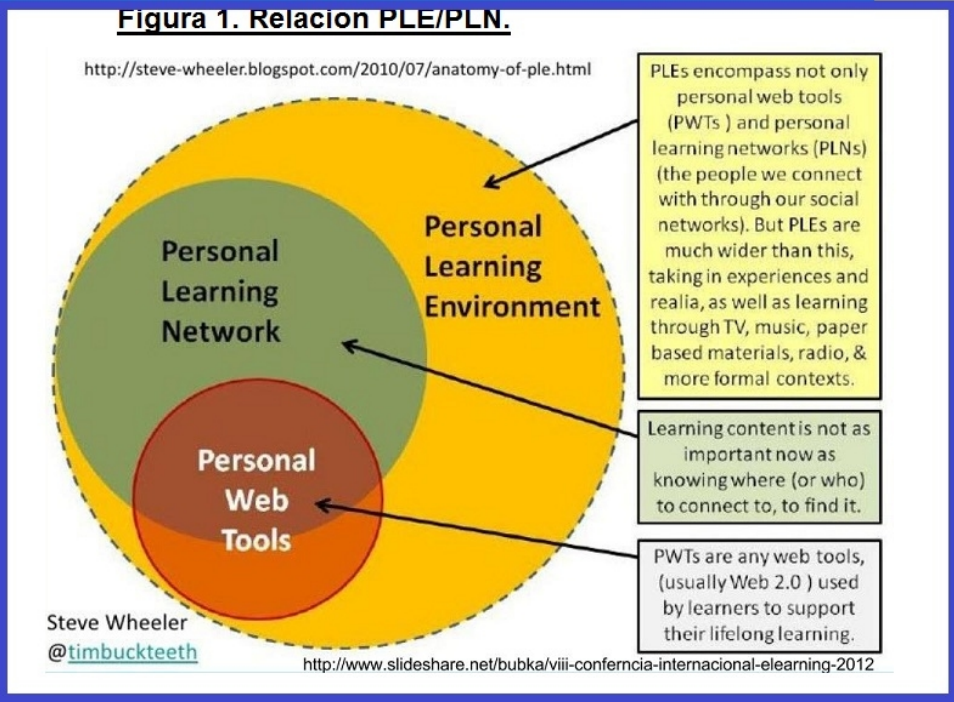 Figura 1. Relacion PLE/PLN.
http://steve-wheeler.blogspot.com/2010/07/anatomy-of-ple.html
Personal
Learning
Environment
Personal
Learning
Network
Personal
Web
Tools
PLEs encompass not only
personal web tools
(PWTs ) and personal
learning networks (PLNs)
(the people we connect
with through our social
networks). But PLEs are
much wider than this,
taking in experiences and
realia, as well as learning
through TV, music, paper
based materials, radio, &
more formal contexts.
Learning content is not as
important now as
knowing where (or who)
to connect to, to find it.
PWTs are any web tools,
(usually Web 2.0 ) used
by learners to support
their lifelong learning.
Steve Wheeler
@timbuckteeth
http://www.slideshare.net/bubka/viii-conferncia-internacional-elearning-2012